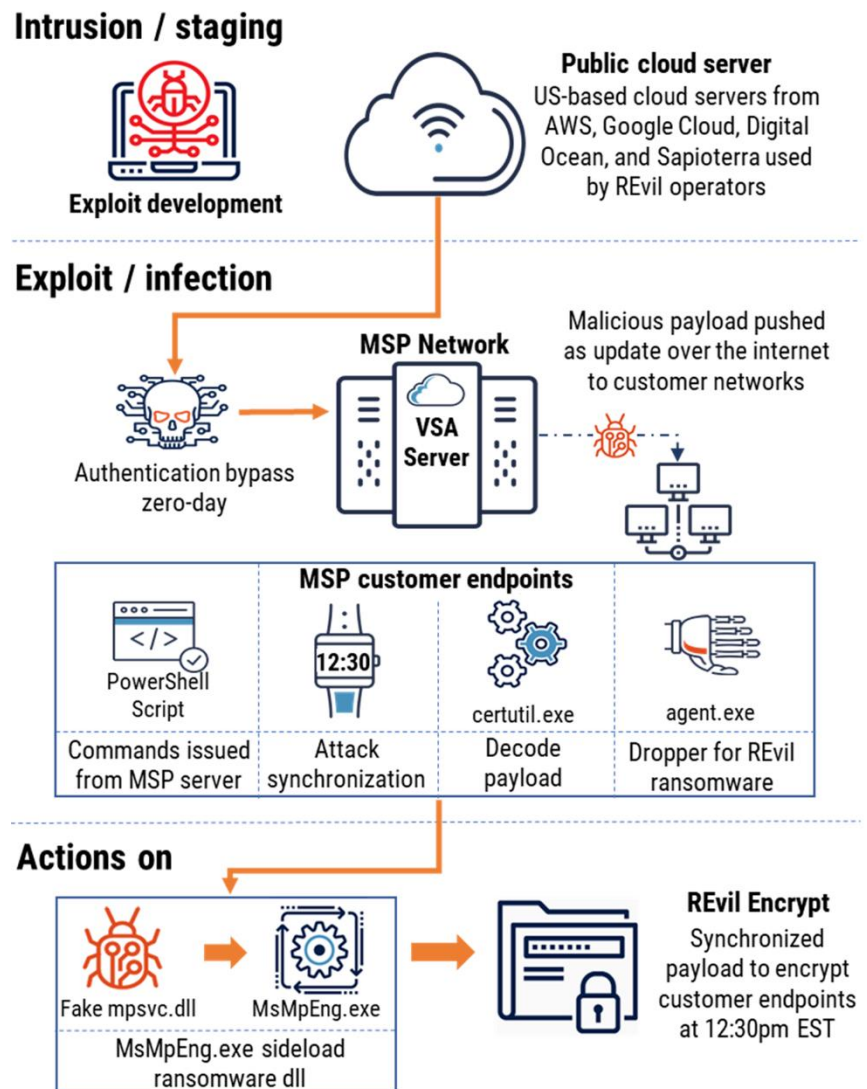 Intrusion / staging
Exploit development
Public cloud server
US-based cloud servers from
AWS, Google Cloud, Digital
Ocean, and Sapioterra used
by REvil operators
Exploit / infection
Authentication bypass
zero-day
MSP Network
VSA
Server
Malicious payload pushed
as update over the internet
to customer networks
MSP customer endpoints
</>
PowerShell
Script
Commands issued
from MSP server
12:30
Attack
synchronization
certutil.exe
Decode
payload
agent.exe
Dropper for REvil
ransomware
Actions on
Fake mpsvc.dll
MsMpEng.exe
MsMpEng.exe sideload
ransomware dll
REvil Encrypt
Synchronized
payload to encrypt
customer endpoints
at 12:30pm EST